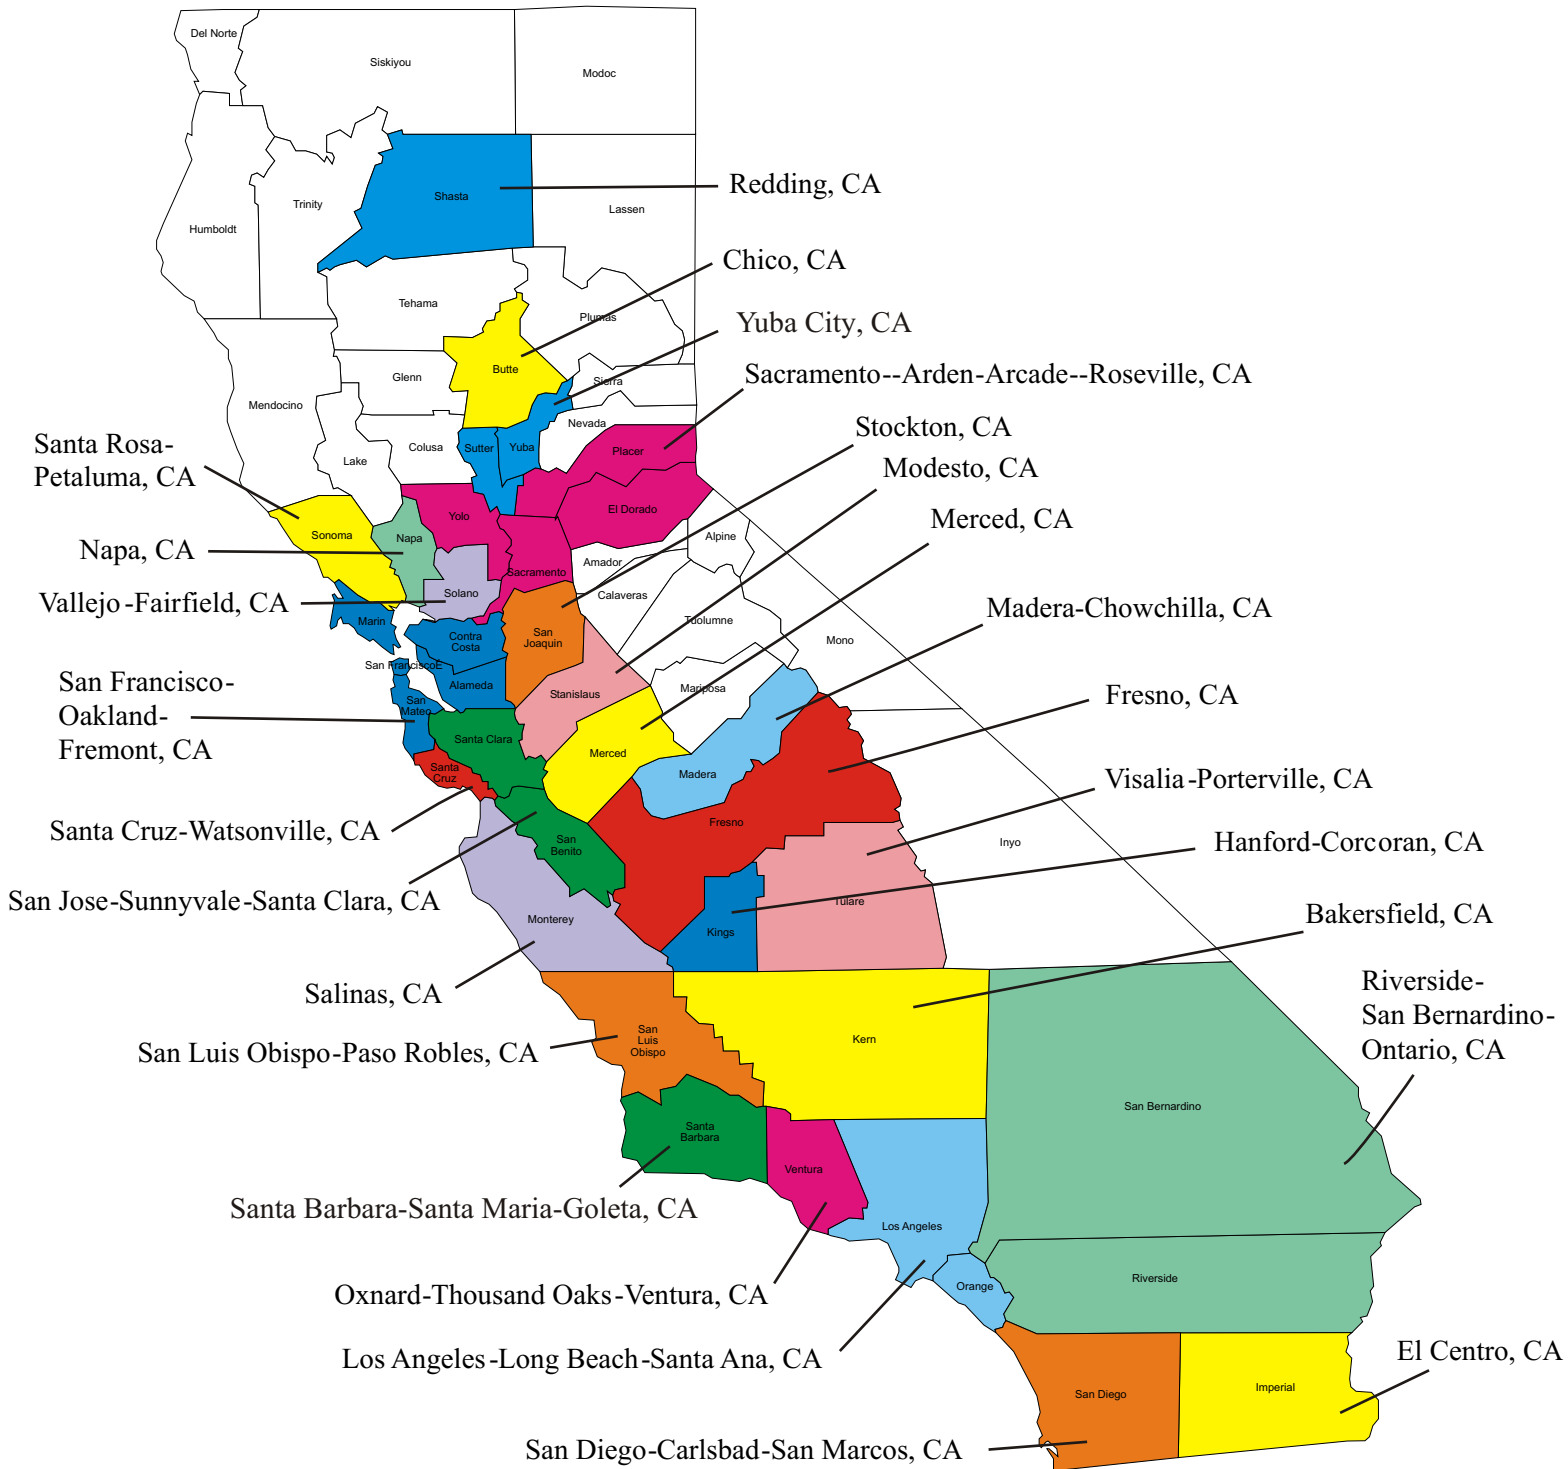 Del Norte
Siskiyou
Modoc
Shasta
Redding, CA
Trinity
Lassen
Humboldt
Chico, CA
Tehama
Plumas
Yuba City, CA
Butte
Glenn
Sierra
Sacramento--Arden-Arcade--Roseville, CA
Mendocino
Nevada
Stockton, CA
Santa Rosa-
Petaluma, CA
Colusa
Sutter
Yuba
Placer
Lake
Modesto, CA
El Dorado
Yolo
Merced, CA
Sonoma
Napa
Alpine
Napa, CA
Amador
Sacramento
Solano
Calaveras
Vallejo-Fairfield, CA
Madera-Chowchilla, CA
Marin
Tuolumne
Contra
Costa
San
Joaquin
Mono
San FranciscoE
San Francisco-
Oakland-
Fremont, CA
Alameda
Stanislaus
Mariposa
Fresno, CA
San
Mateo
Santa Clara
Merced
Santa
Cruz
Madera
Visalia-Porterville, CA
Santa Cruz-Watsonville, CA
Fresno
San
Benito
Inyo
Hanford-Corcoran, CA
San Jose-Sunnyvale-Santa Clara, CA
Tulare
Monterey
Kings
Bakersfield, CA
Salinas, CA
Riverside-
San Bernardino-
Ontario, CA
San
Luis
Obispo
Kern
San Luis Obispo-Paso Robles, CA
San Bernardino
Santa
Barbara
Ventura
Santa Barbara-Santa Maria-Goleta, CA
Los Angeles
Orange
Riverside
Oxnard-Thousand Oaks-Ventura, CA
Los Angeles-Long Beach-Santa Ana, CA
El Centro, CA
San Diego
Imperial
San Diego-Carlsbad-San Marcos, CA